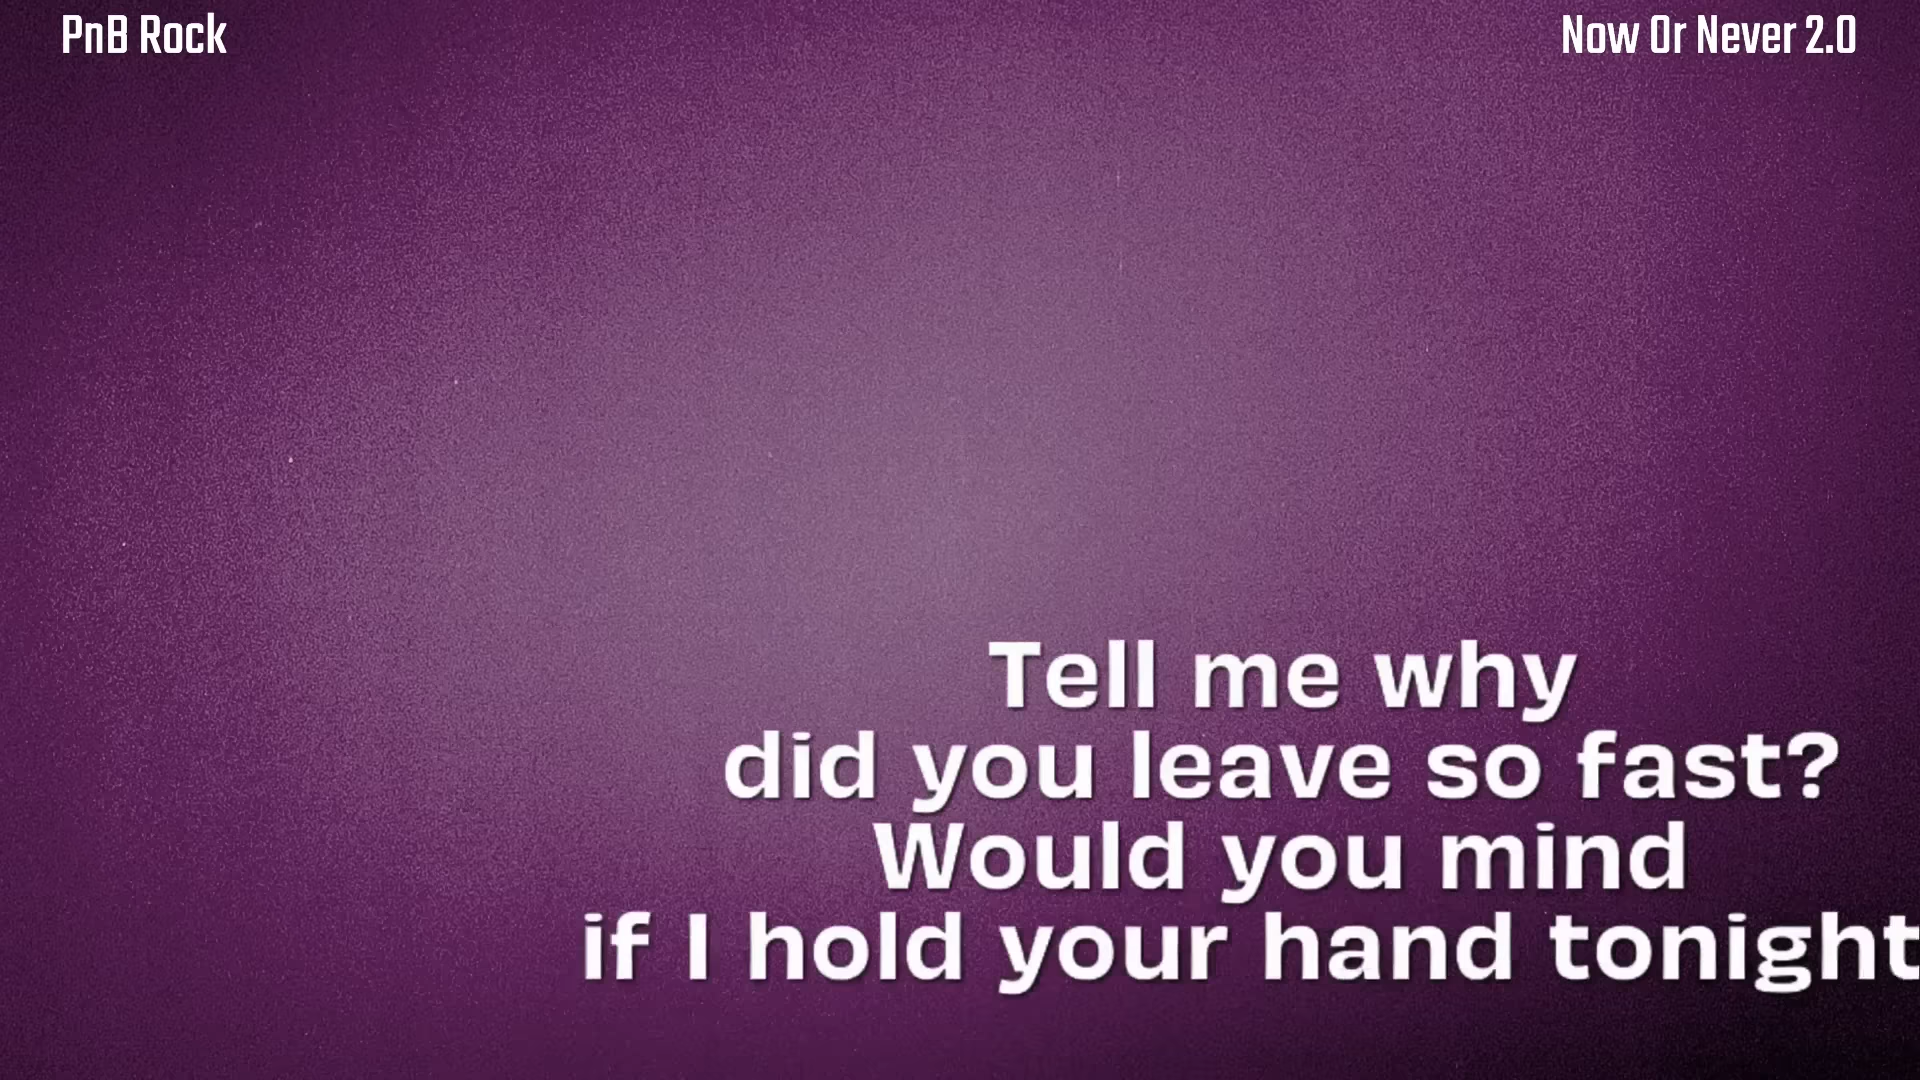 PnB Rock
Now Or Never 2.0
Tell me why
did you leave so fast?
Would you mind
if I hold your hand tonight